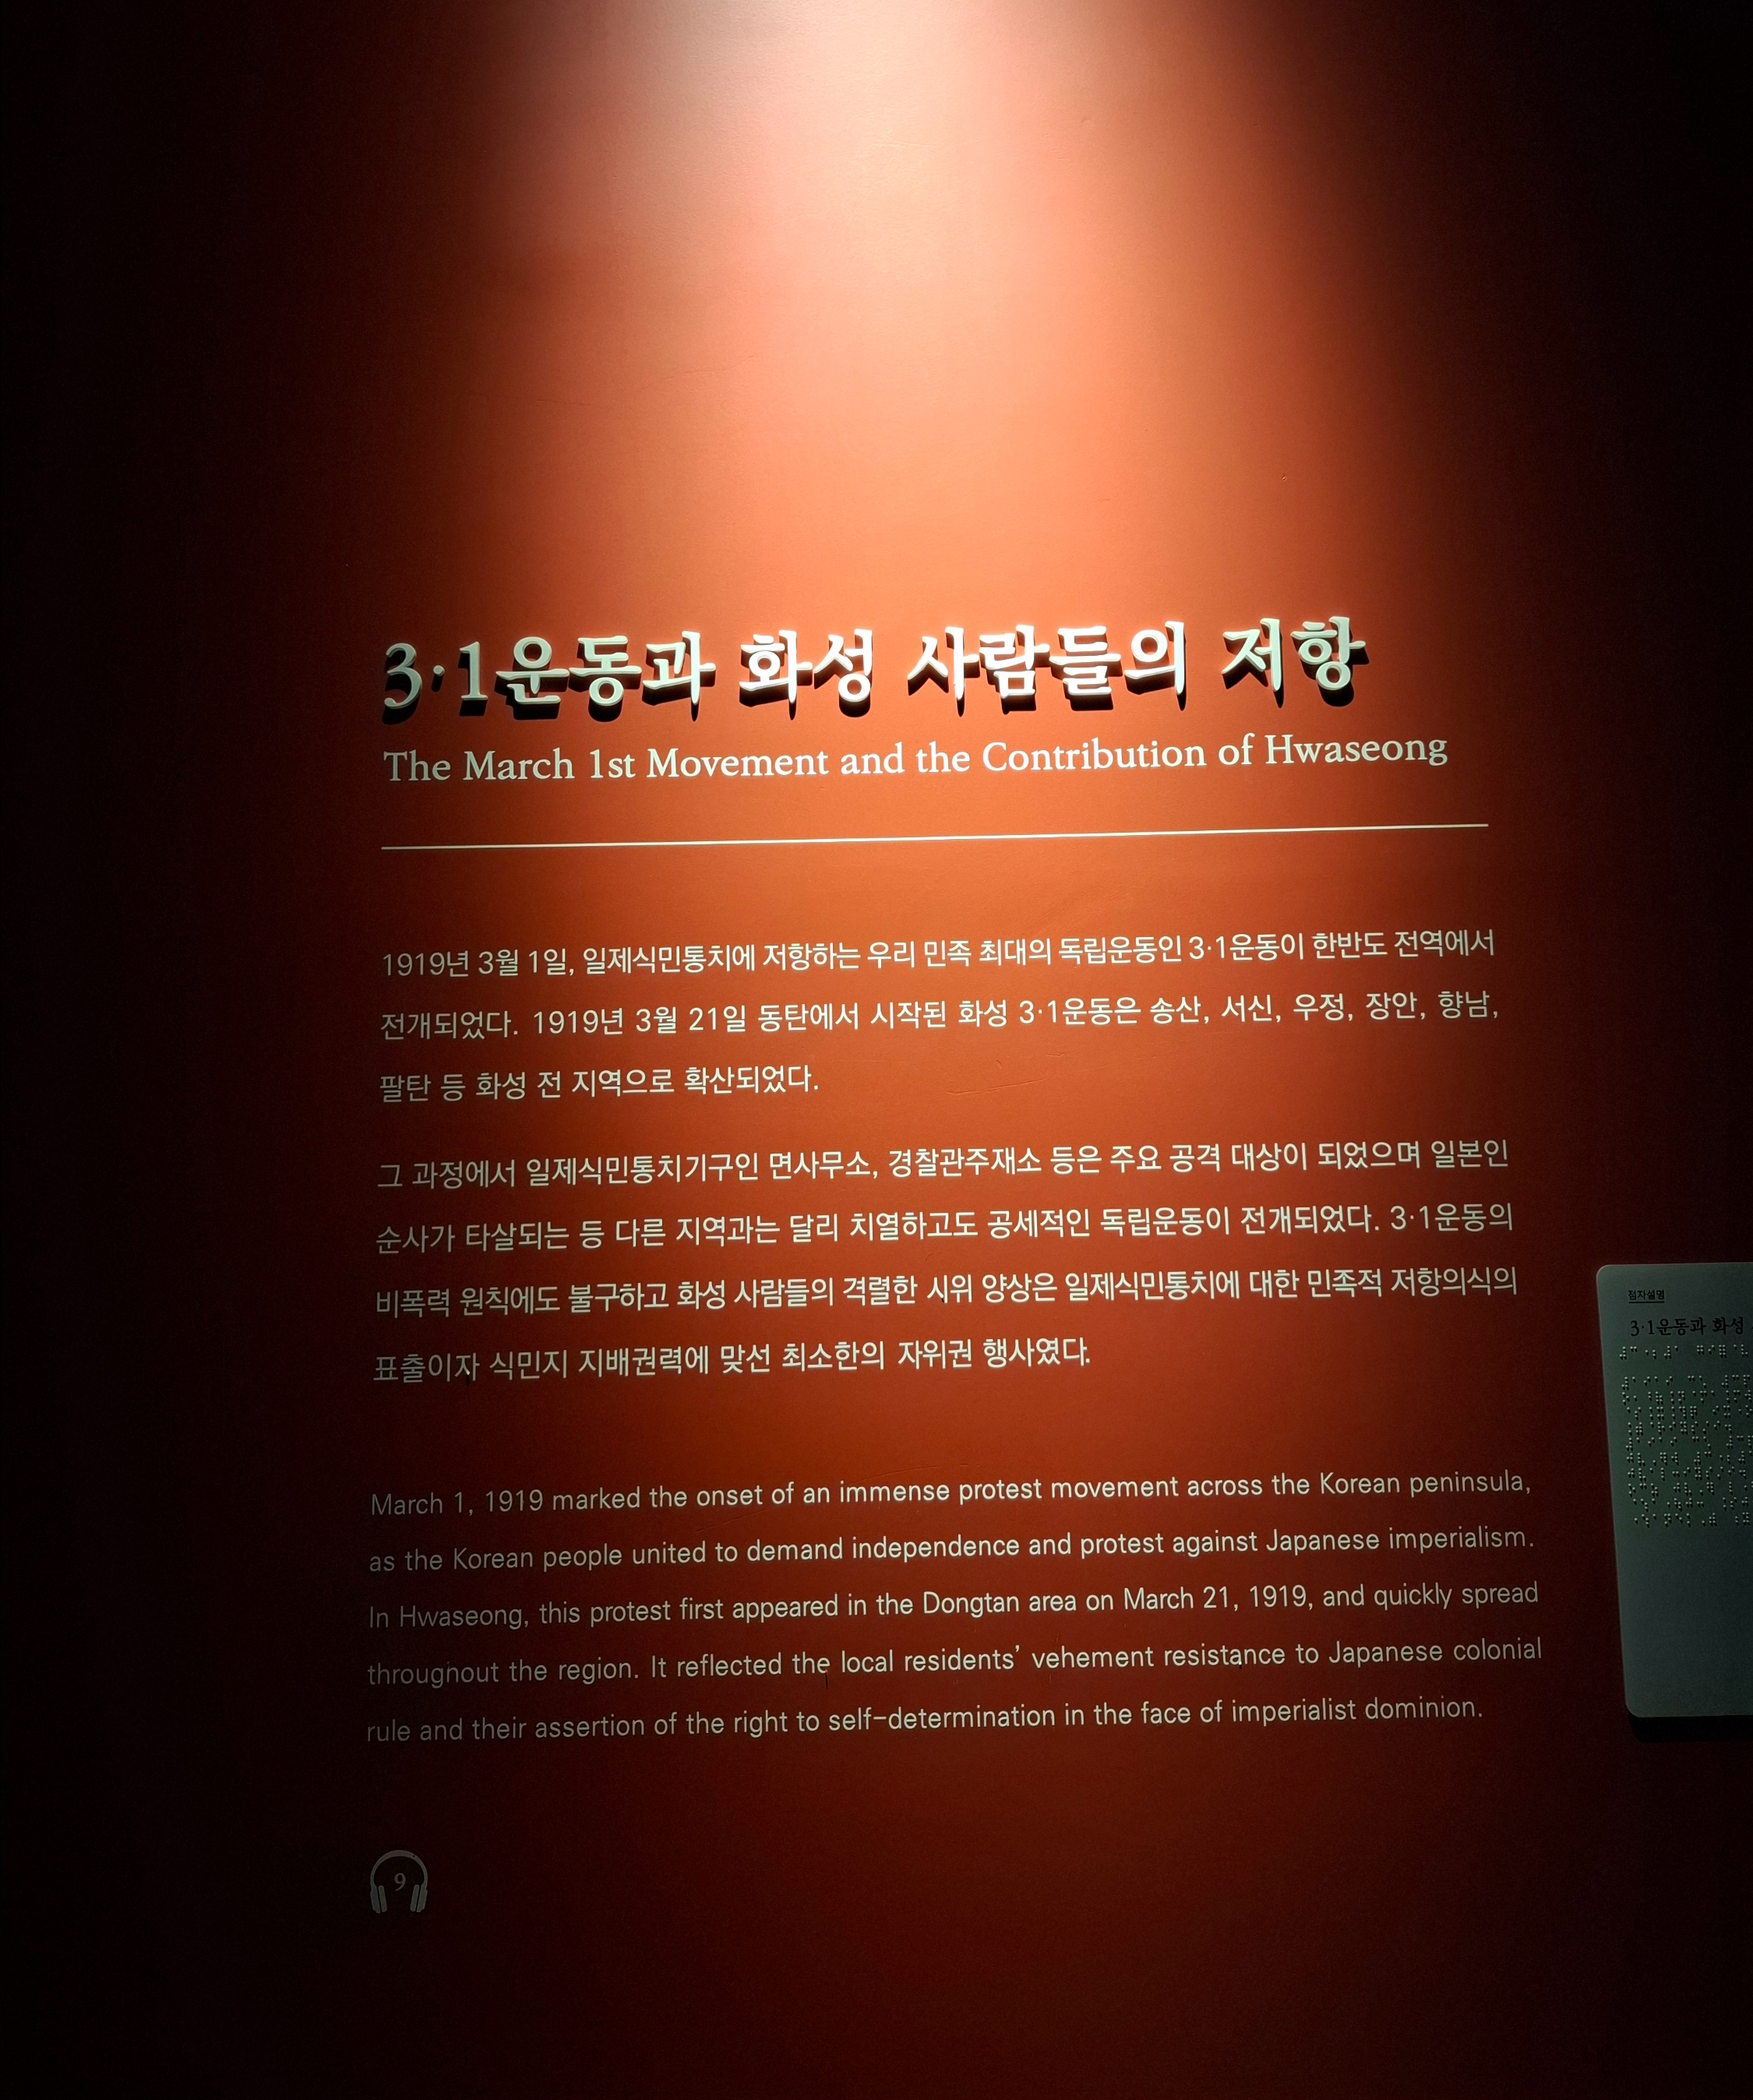 3·1운동과 화성 사람들의 저항
The March 1st Movement and the Contribution of Hwaseong
1919년 3월 1일, 일제식민통치에 저항하는 우리 민족 최대의 독립운동인 3·1운동이 한반도 전역에서
전개되었다. 1919년 3월 21일 동탄에서 시작된 화성 3·1운동은 송산, 서신, 우정, 장안, 향남,
팔탄 등 화성 전 지역으로 확산되었다.
그 과정에서 일제식민통치기구인 면사무소, 경찰관주재소 등은 주요 공격 대상이 되었으며 일본인
순사가 타살되는 등 다른 지역과는 달리 치열하고도 공세적인 독립운동이 전개되었다. 3·1운동의
비폭력 원칙에도 불구하고 화성 사람들의 격렬한 시위 양상은 일제식민통치에 대한 민족적 저항의식의
표출이자 식민지 지배권력에 맞선 최소한의 자위권 행사였다.
March 1, 1919 marked the onset of an immense protest movement across the Korean peninsula,
as the Korean people united to demand independence and protest against Japanese imperialism.
In Hwaseong, this protest first appeared in the Dongtan area on March 21, 1919, and quickly spread
throughout the region. It reflected the local residents' vehement resistance to Japanese colonial
rule and their assertion of the right to self-determination in the face of imperialist dominion.
9
점자설명
3·1운동과 화성